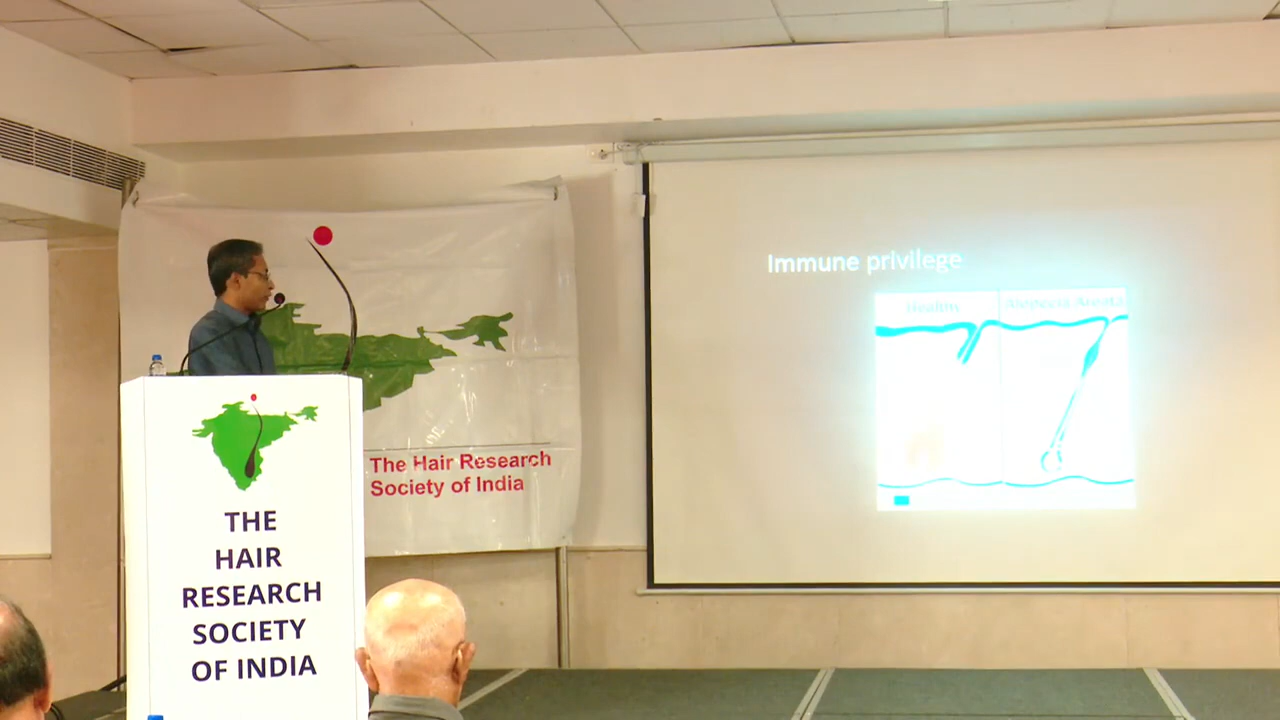 Immune privilege
Healthy
Alopecia Areata
The Hair Research
Society of India
THE
HAIR
RESEARCH
SOCIETY
OF INDIA